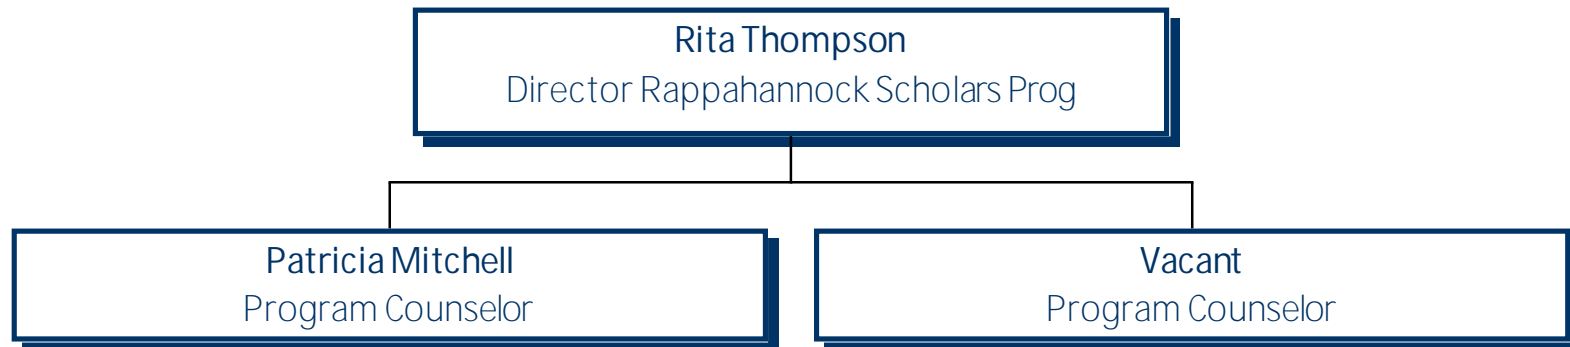 Rita Thompson
Director Rappahannock Scholars Prog
Patricia Mitchell
Program Counselor
Vacant
Program Counselor